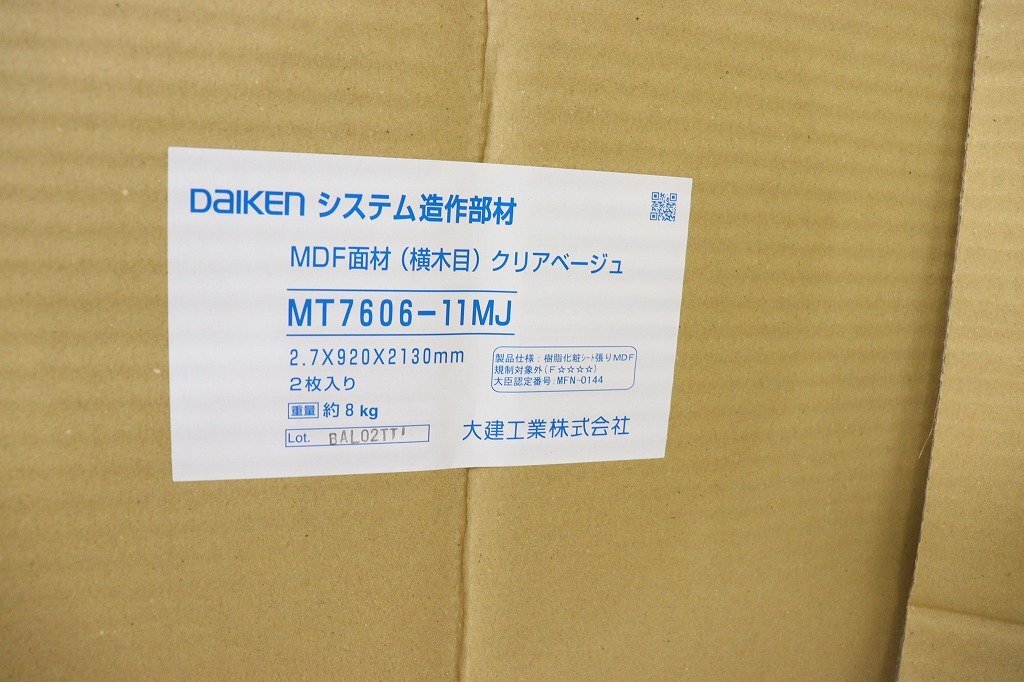 DAIKEN システム造作部材
MDF面材（横木目）クリアベージュ
MT7606-11MJ
2.7X920X2130mm
2枚入り
重量 約8kg
Lot. BAL02TT
製品仕様：樹脂化粧シート張りMDF
規制対象外（F☆☆☆☆）
大臣認定番号：MFN-0144
大建工業株式会社